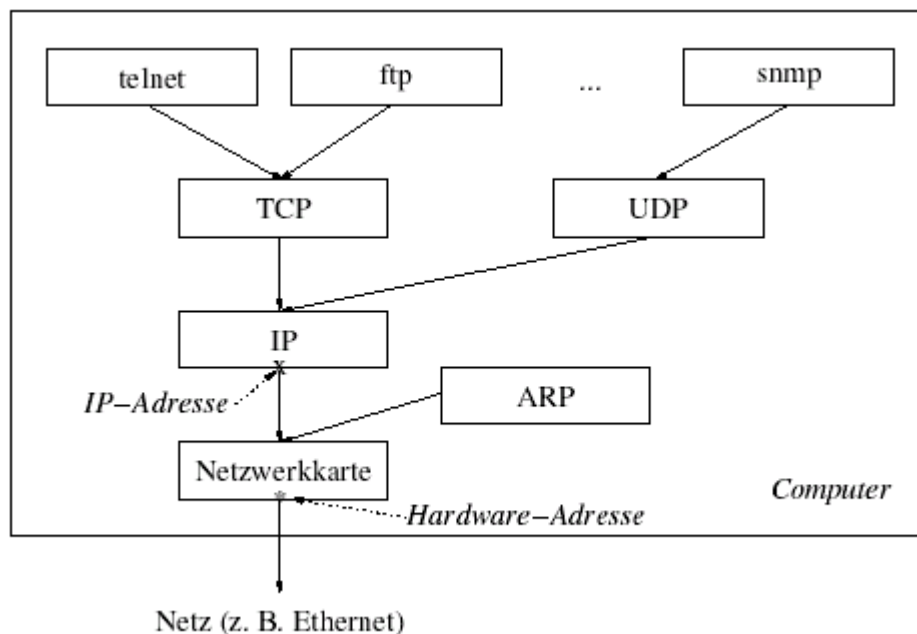 telnet
ftp
...
snmp
TCP
UDP
IP
x
IP–Adresse
ARP
Netzwerkkarte
*
Computer
Hardware–Adresse
Netz (z. B. Ethernet)